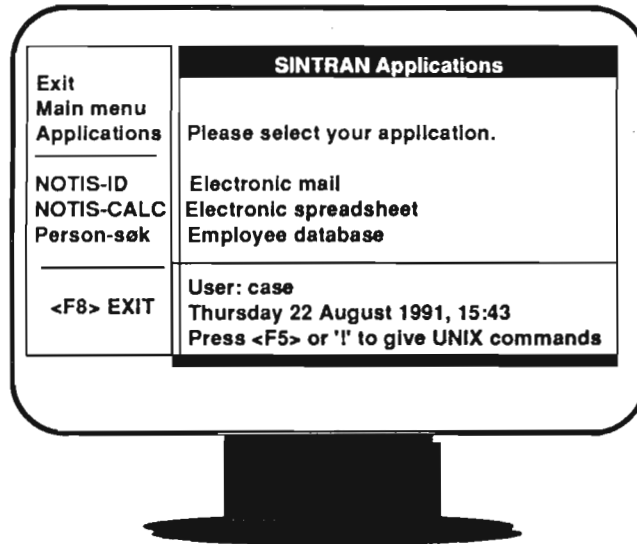 SINTRAN Applications
Exit
Main menu
Applications
Please select your application.
NOTIS-ID Electronic mail
NOTIS-CALC Electronic spreadsheet
Person-søk Employee database
<F8> EXIT
User: case
Thursday 22 August 1991, 15:43
Press <F5> or '!' to give UNIX commands